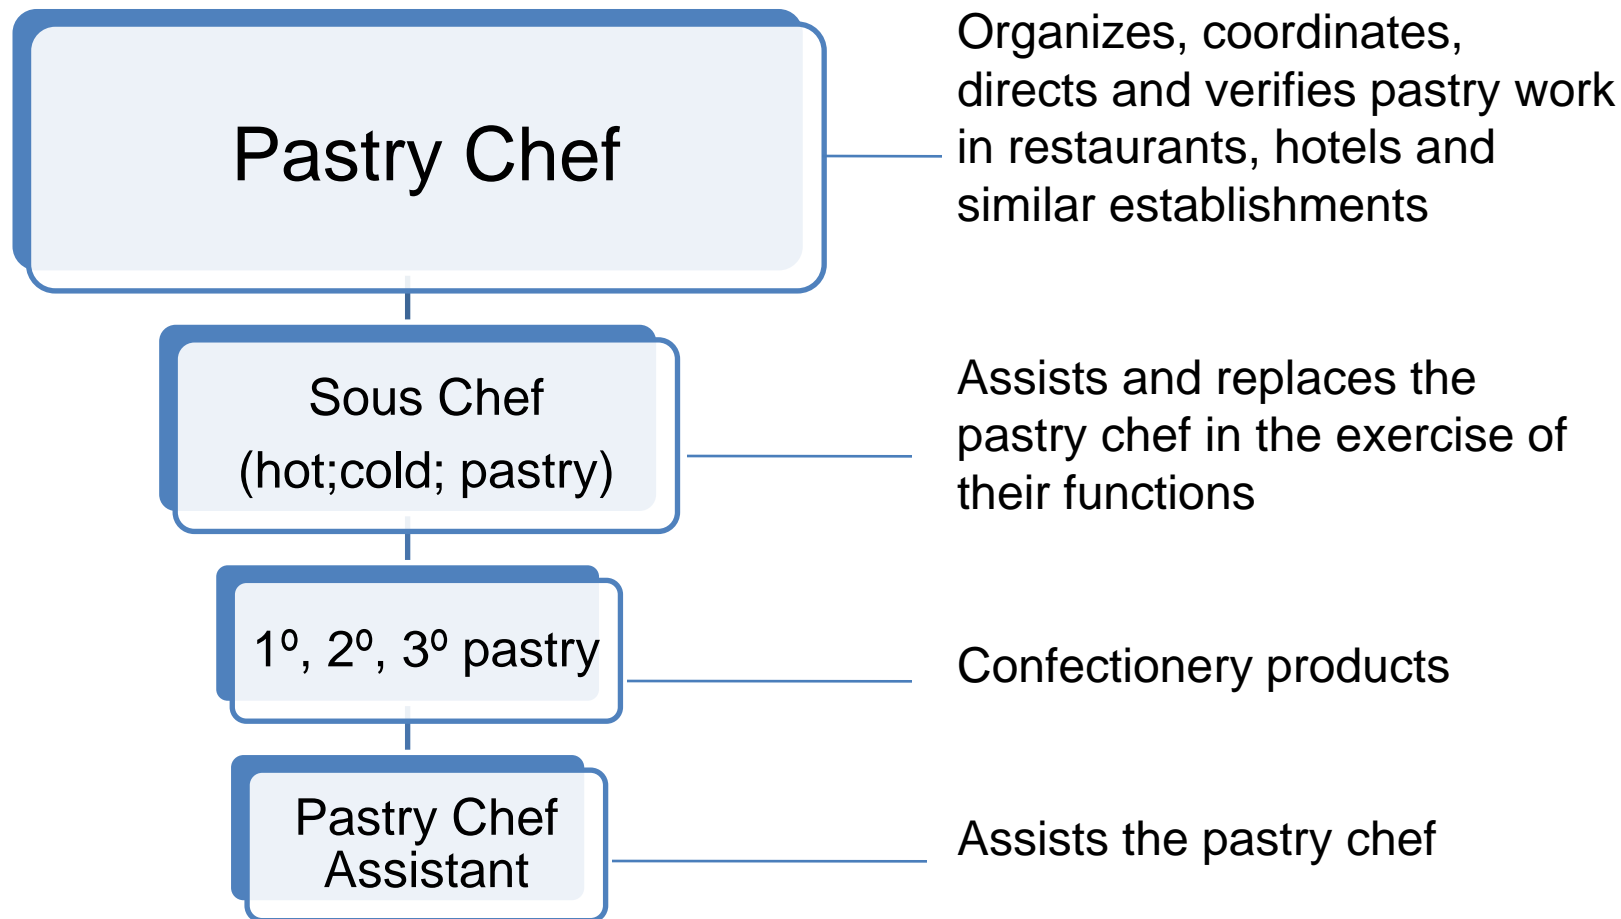 Pastry Chef
Organizes, coordinates,
directs and verifies pastry work
in restaurants, hotels and
similar establishments
Sous Chef
(hot;cold; pastry)
Assists and replaces the
pastry chef in the exercise of
their functions
1º, 2º, 3º pastry
Confectionery products
Pastry Chef
Assistant
Assists the pastry chef